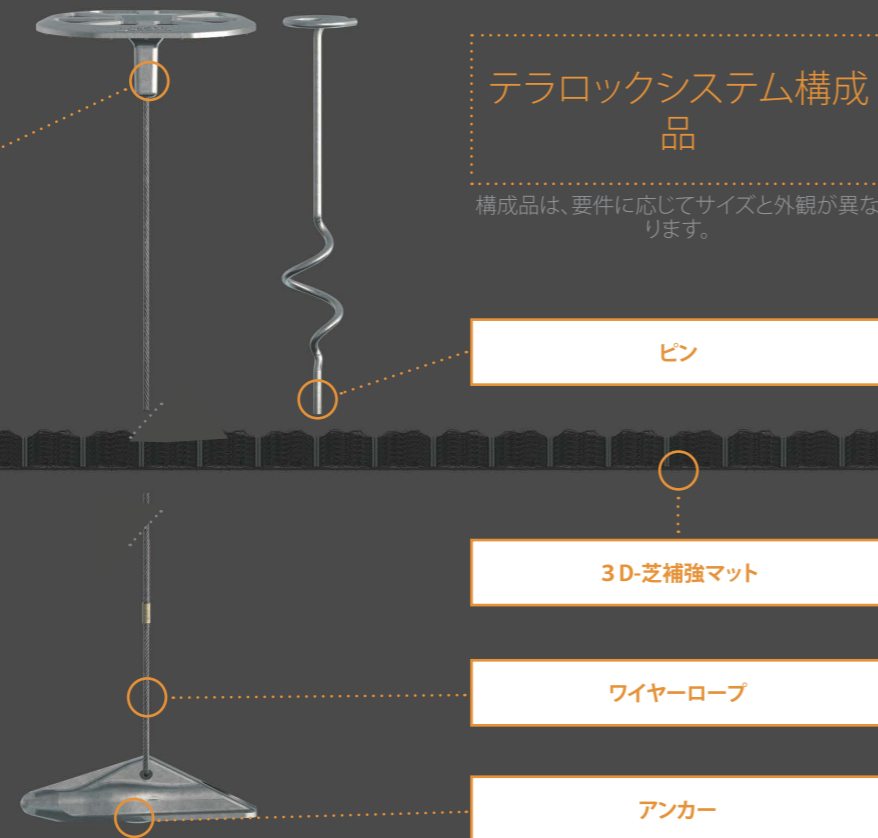 テラロックシステム構成
品
構成品は、要件に応じてサイズと外観が異な
ります。
ピン
3D-芝補強マット
ワイヤーロープ
アンカー